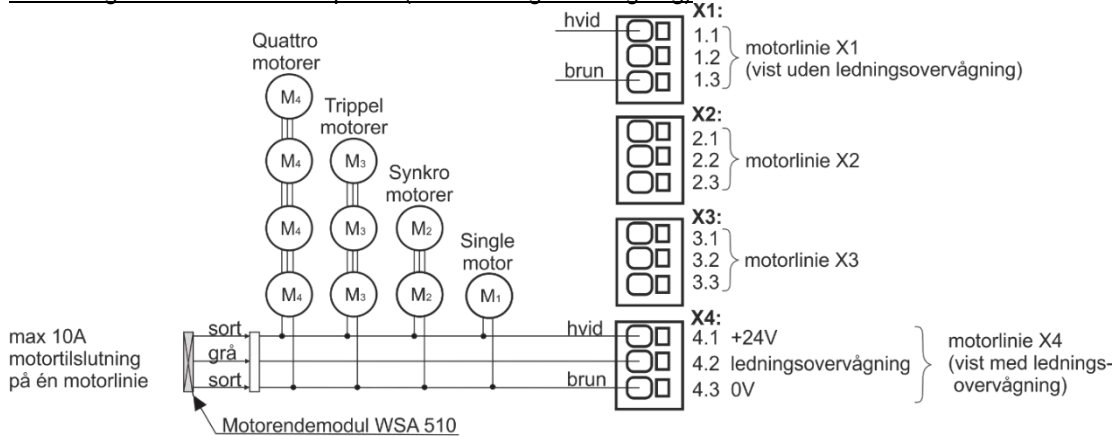 Quattro
motorer
M4
M4
M4
M4
Trippel
motorer
M3
M3
M3
Synkro
motorer
M2
M2
Single
motor
M1
max 10A
motortilslutning
på én motorlinie
sort
grå
sort
hvid
brun
Motorendemodul WSA 510
hvid
brun
X1:
1.1
1.2
1.3
motorlinie X1
(vist uden ledningsovervågning)
X2:
2.1
2.2
2.3
motorlinie X2
X3:
3.1
3.2
3.3
motorlinie X3
X4:
4.1 +24V
4.2 ledningsovervågning
4.3 0V
motorlinie X4
(vist med lednings-
overvågning)